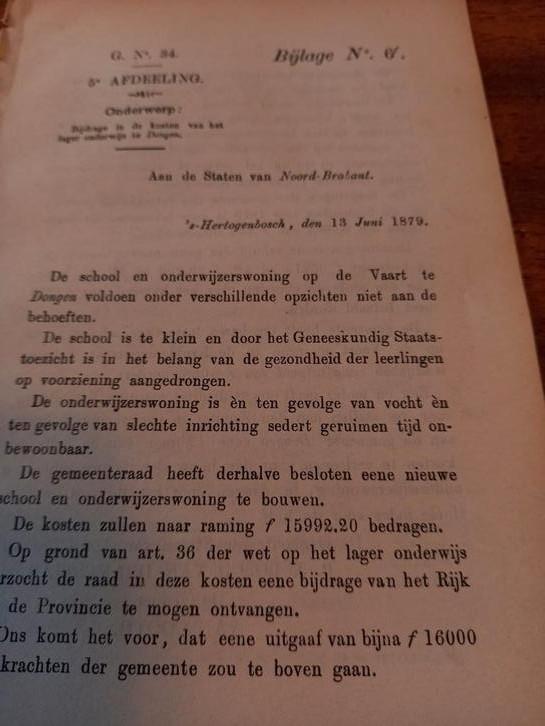 G. Nº. 34.
Bijlage Nº. 6.
5e AFDEELING.
Onderwerp:
Bijdrage in de kosten van het
lager onderwijs te Dongen.
Aan de Staten van Noord-Brabant.
's-Hertogenbosch, den 13 Juni 1879.
De school en onderwijzerswoning op de Vaart te
Dongen voldoen onder verschillende opzichten niet aan de
behoeften.
De school is te klein en door het Geneeskundig Staats-
toezicht is in het belang van de gezondheid der leerlingen
op voorziening aangedrongen.
De onderwijzerswoning is èn ten gevolge van vocht èn
ten gevolge van slechte inrichting sedert geruimen tijd on-
bewoonbaar.
De gemeenteraad heeft derhalve besloten eene nieuwe
school en onderwijzerswoning te bouwen.
De kosten zullen naar raming ƒ 15992.20 bedragen.
Op grond van art. 36 der wet op het lager onderwijs
rzocht de raad in deze kosten eene bijdrage van het Rijk
de Provincie te mogen ontvangen.
Ons komt het voor, dat eene uitgaaf van bijna ƒ 16000
krachten der gemeente zou te boven gaan.